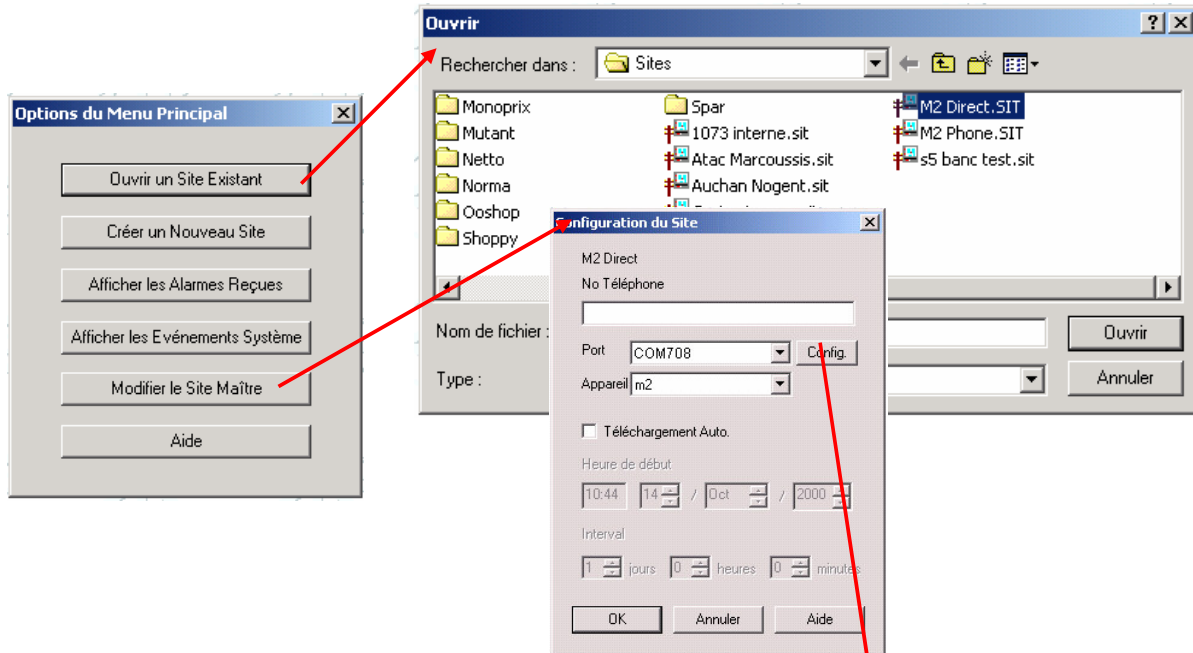 Options du Menu Principal
Ouvrir un Site Existant
Créer un Nouveau Site
Afficher les Alarmes Reçues
Afficher les Evénements Système
Modifier le Site Maître
Aide
Ouvrir
Rechercher dans :
Sites
Monoprix
Mutant
Netto
Norma
Ooshop
Shoppy
Spar
1073 interne.sit
Atac Marcoussis.sit
Auchan Nogent.sit
M2 Direct.SIT
M2 Phone.SIT
s5 banc test.sit
Nom de fichier :
Type :
Ouvrir
Annuler
Configuration du Site
M2 Direct
No Téléphone
Port COM708 Config.
Appareil m2
Téléchargement Auto.
Heure de début
10:44 14 / Oct / 2000
Interval
1 jours 0 heures 0 minutes
OK Annuler Aide